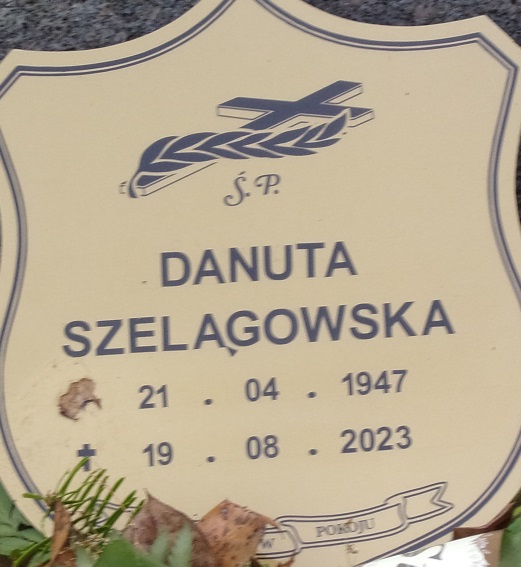 Ś.P.
DANUTA
SZELĄGOWSKA
21 . 04 . 1947
✝ 19 . 08 . 2023
W POKOJU